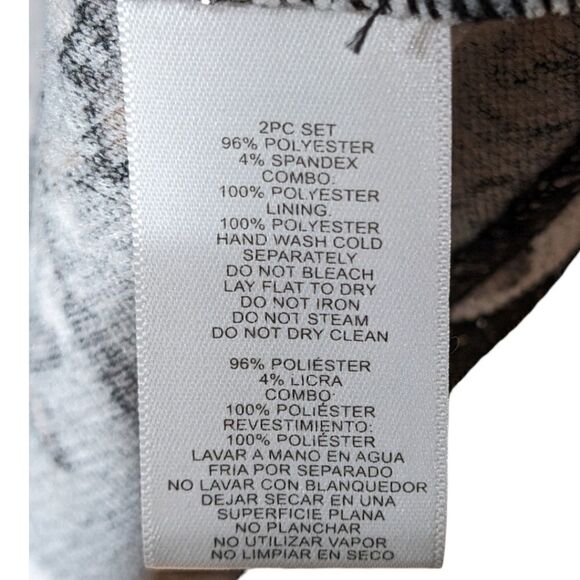 2PC SET
96% POLYESTER
4% SPANDEX
COMBO:
100% POLYESTER
LINING.
100% POLYESTER
HAND WASH COLD
SEPARATELY
DO NOT BLEACH
LAY FLAT TO DRY
DO NOT IRON
DO NOT STEAM
DO NOT DRY CLEAN
96% POLIÉSTER
4% LICRA
COMBO:
100% POLIÉSTER
REVESTIMIENTO:
100% POLIÉSTER
LAVAR A MANO EN AGUA
FRIA POR SEPARADO
NO LAVAR CON BLANQUEDOR
DEJAR SECAR EN UNA
SUPERFICIE PLANA
NO PLANCHAR
NO UTILIZAR VAPOR
NO LIMPIAR EN SECO